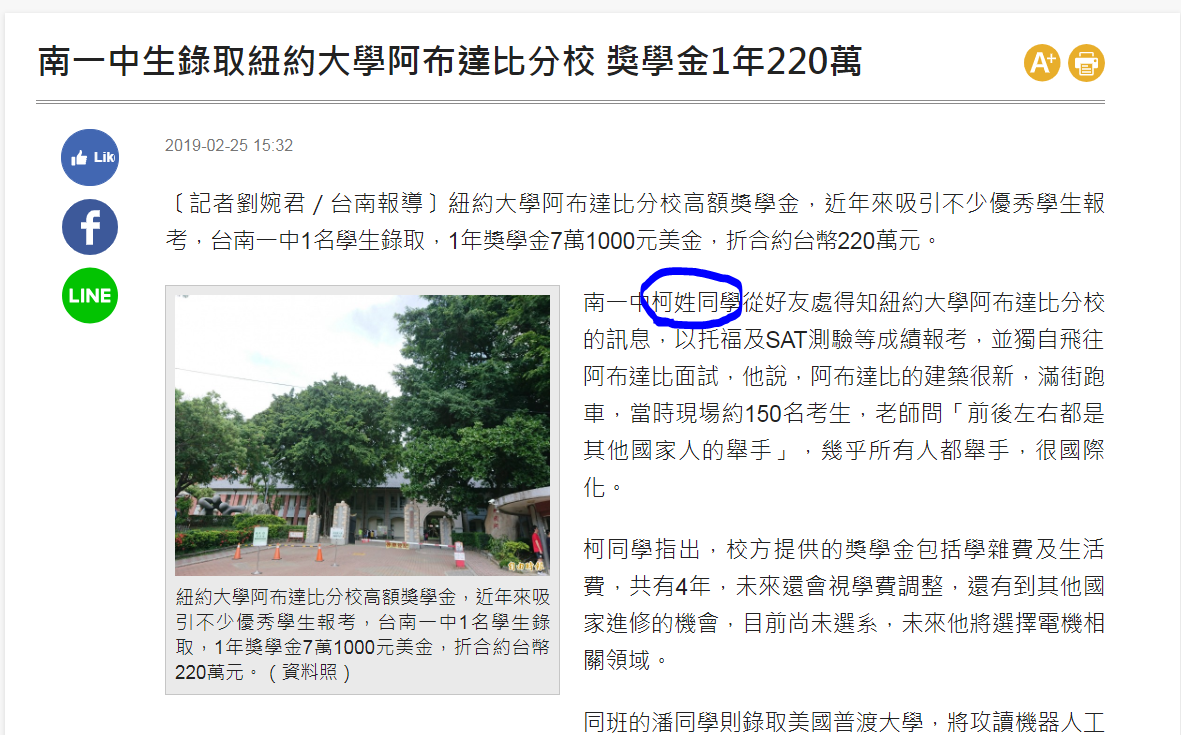 南一中生錄取紐約大學阿布達比分校 獎學金1年220萬
A+
Lik
2019-02-25 15:32
f
〔記者劉婉君／台南報導〕紐約大學阿布達比分校高額獎學金，近年來吸引不少優秀學生報
考，台南一中1名學生錄取，1年獎學金7萬1000元美金，折合約台幣220萬元。
LINE
南一中柯姓同學從好友處得知紐約大學阿布達比分校
的訊息，以托福及SAT測驗等成績報考，並獨自飛往
阿布達比面試，他說，阿布達比的建築很新，滿街跑
車，當時現場約150名考生，老師問「前後左右都是
其他國家人的舉手」，幾乎所有人都舉手，很國際
化。
自由時報
紐約大學阿布達比分校高額獎學金，近年來吸
引不少優秀學生報考，台南一中1名學生錄
取，1年獎學金7萬1000元美金，折合約台幣
220萬元。（資料照）
柯同學指出，校方提供的獎學金包括學雜費及生活
費，共有4年，未來還會視學費調整，還有到其他國
家進修的機會，目前尚未選系，未來他將選擇電機相
關領域。
同班的潘同學則錄取美國普渡大學，將攻讀機器人工